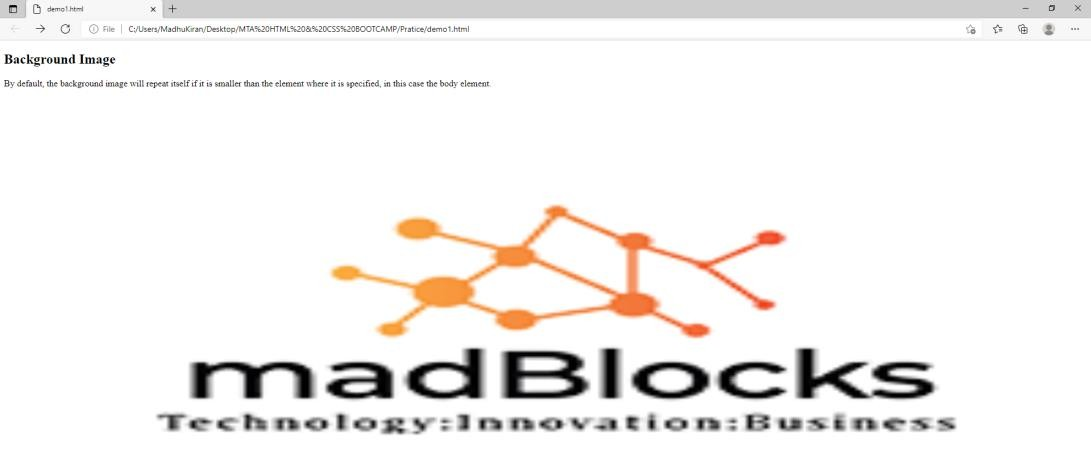 demo1.html
File C:/Users/MadhuKiran/Desktop/MTA%20HTML%20&%20CSS%20BOOTCAMP/Pratice/demo1.html
Background Image
By default, the background image will repeat itself if it is smaller than the element where it is specified, in this case the body element.
madBlocks
Technology:Innovation:Business